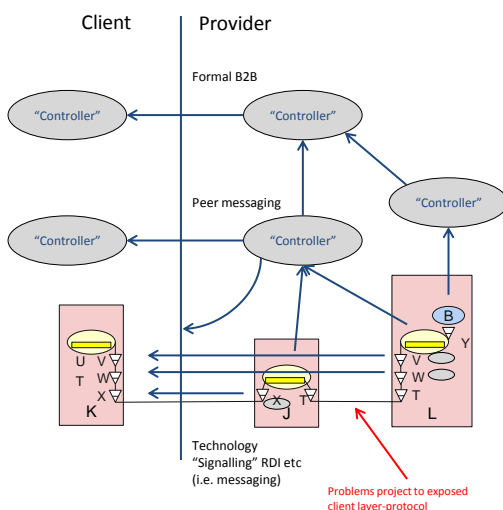 Client
Provider
Formal B2B
“Controller”
“Controller”
“Controller”
Peer messaging
“Controller”
“Controller”
B
Y
U V
T W
X
K
X T
J
V
W
T
L
Technology
“Signalling” RDI etc
(i.e. messaging)
Problems project to exposed
client layer-protocol